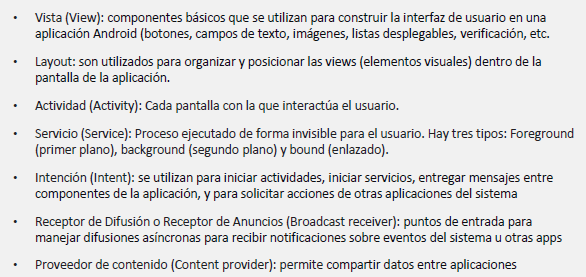 • Vista (View): componentes básicos que se utilizan para construir la interfaz de usuario en una
aplicación Android (botones, campos de texto, imágenes, listas desplegables, verificación, etc.
• Layout: son utilizados para organizar y posicionar las views (elementos visuales) dentro de la
pantalla de la aplicación.
• Actividad (Activity): Cada pantalla con la que interactúa el usuario.
• Servicio (Service): Proceso ejecutado de forma invisible para el usuario. Hay tres tipos: Foreground
(primer plano), background (segundo plano) y bound (enlazado).
• Intención (Intent): se utilizan para iniciar actividades, iniciar servicios, entregar mensajes entre
componentes de la aplicación, y para solicitar acciones de otras aplicaciones del sistema
• Receptor de Difusión o Receptor de Anuncios (Broadcast receiver): puntos de entrada para
manejar difusiones asíncronas para recibir notificaciones sobre eventos del sistema u otras apps
• Proveedor de contenido (Content provider): permite compartir datos entre aplicaciones